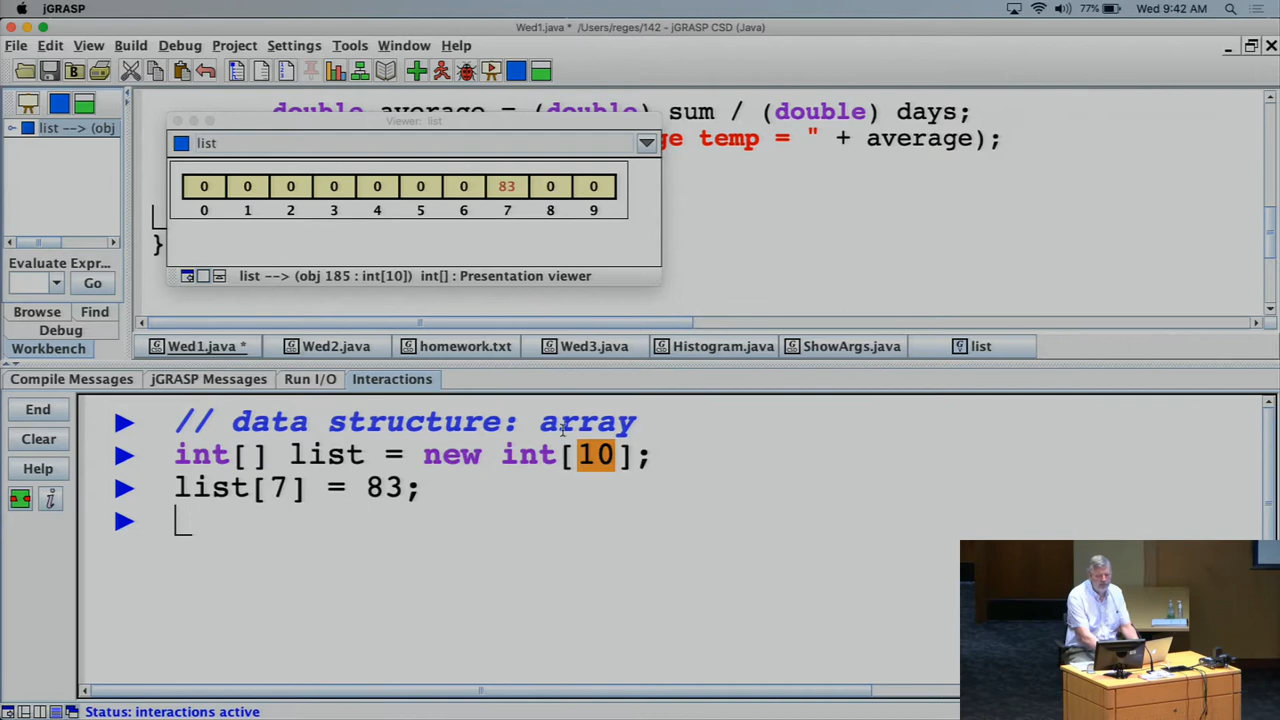 jGRASP 77% Wed 9:42 AM
Wed1.java * /Users/reges/142 - jGRASP CSD (Java)
File Edit View Build Debug Project Settings Tools Window Help
double average = (double) sum / (double) days;
ge temp = " + average);
}
list --> (obj
Viewer: list
list
0 0 0 0 0 0 0 83 0 0
0 1 2 3 4 5 6 7 8 9
list --> (obj 185 : int[10]) int[] : Presentation viewer
Evaluate Expr...
Go
Browse Find
Debug
Workbench
Wed1.java * Wed2.java homework.txt Wed3.java Histogram.java ShowArgs.java list
Compile Messages jGRASP Messages Run I/O Interactions
End
Clear
Help
// data structure: array
int[] list = new int[10];
list[7] = 83;
Status: interactions active